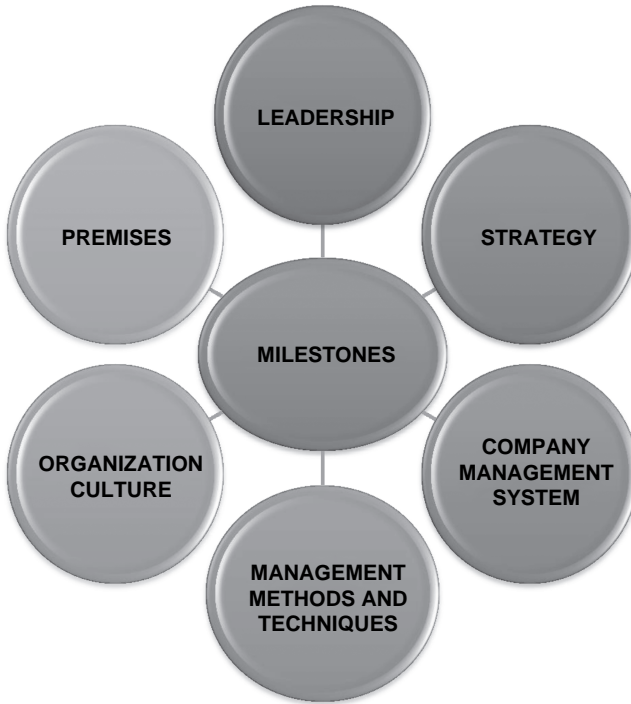 LEADERSHIP
PREMISES
STRATEGY
MILESTONES
ORGANIZATION
CULTURE
COMPANY
MANAGEMENT
SYSTEM
MANAGEMENT
METHODS AND
TECHNIQUES